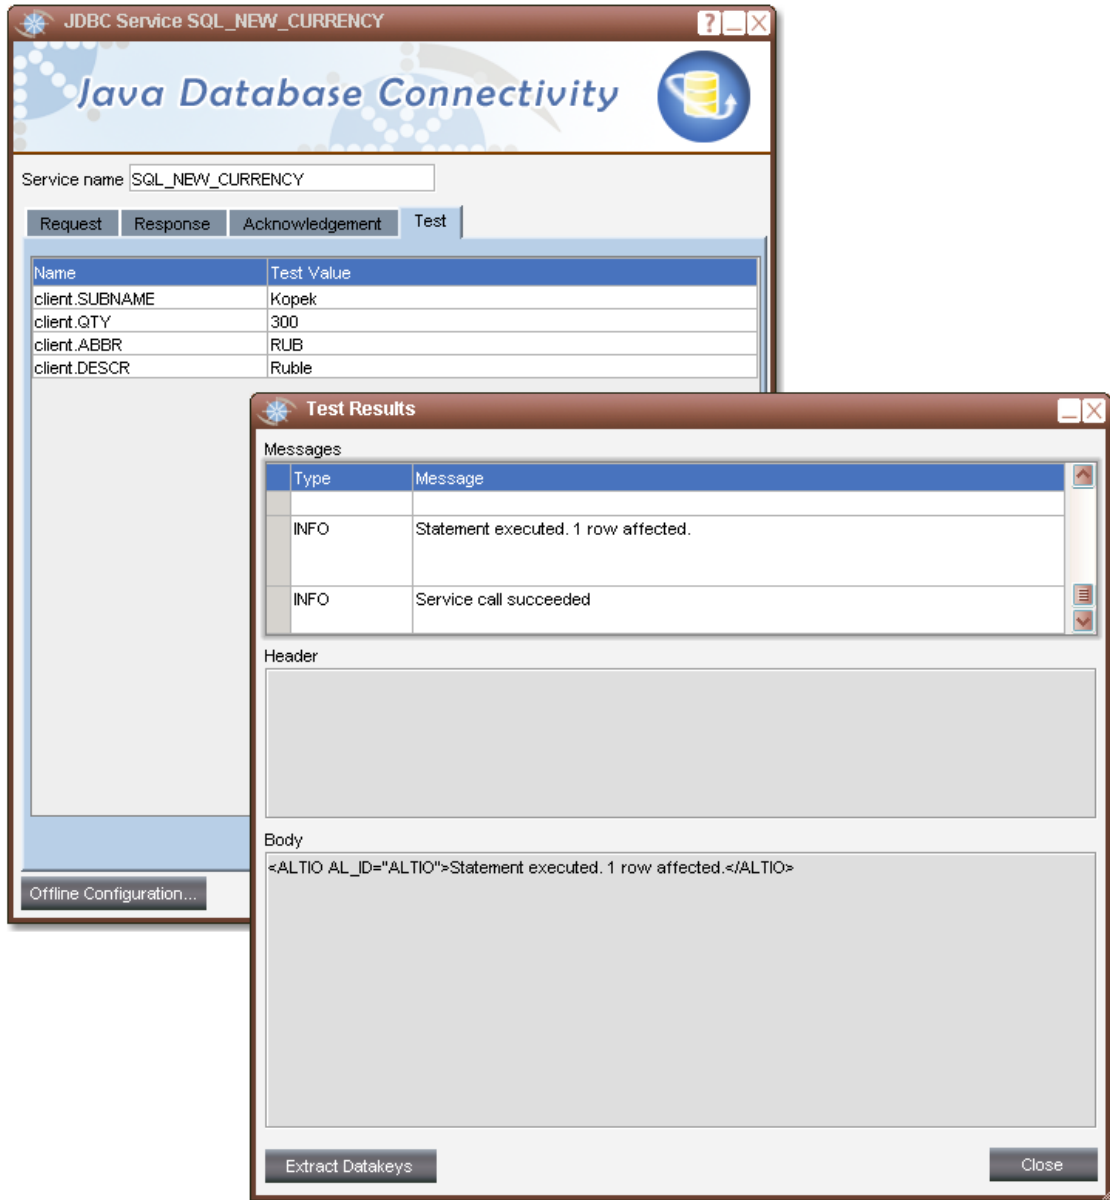 JDBC Service SQL_NEW_CURRENCY
?
Java Database Connectivity
Service name SQL_NEW_CURRENCY
Request Response Acknowledgement Test
Name Test Value
client.SUBNAME Kopek
client.QTY 300
client.ABBR RUB
client.DESCR Ruble
Test Results
Messages
Type Message
INFO Statement executed. 1 row affected.
INFO Service call succeeded
Header
Body
<ALTIO AL_ID="ALTIO">Statement executed. 1 row affected.</ALTIO>
Offline Configuration...
Extract Datakeys Close